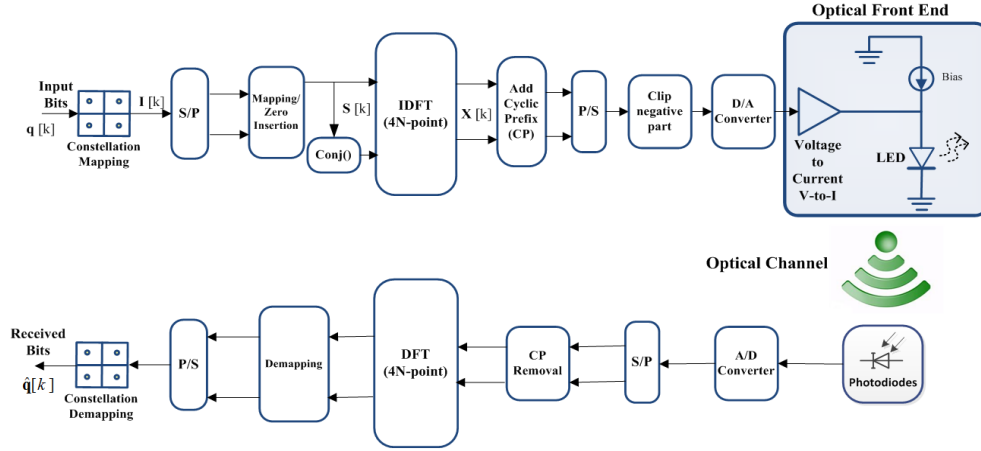 Optical Front End
Input
Bits
q [k]
Constellation
Mapping
I [k]
S/P
Mapping/
Zero
Insertion
S [k]
Conj()
IDFT
(4N-point)
X [k]
Add
Cyclic
Prefix
(CP)
P/S
Clip
negative
part
D/A
Converter
Voltage
to
Current
V-to-I
Bias
LED
Optical Channel
Received
Bits
q̂[k]
Constellation
Demapping
P/S
Demapping
DFT
(4N-point)
CP
Removal
S/P
A/D
Converter
Photodiodes